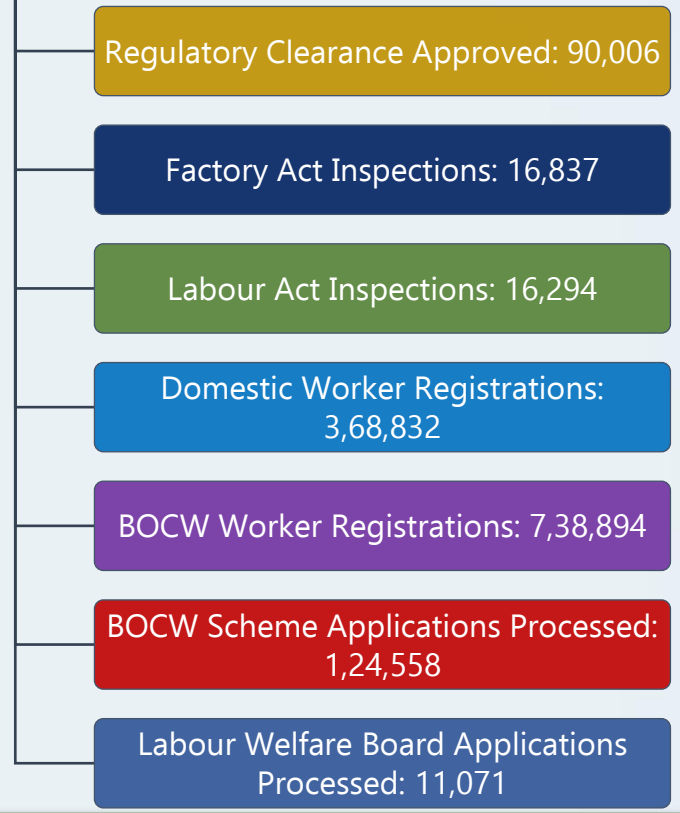 Regulatory Clearance Approved: 90,006
Factory Act Inspections: 16,837
Labour Act Inspections: 16,294
Domestic Worker Registrations:
3,68,832
BOCW Worker Registrations: 7,38,894
BOCW Scheme Applications Processed:
1,24,558
Labour Welfare Board Applications
Processed: 11,071